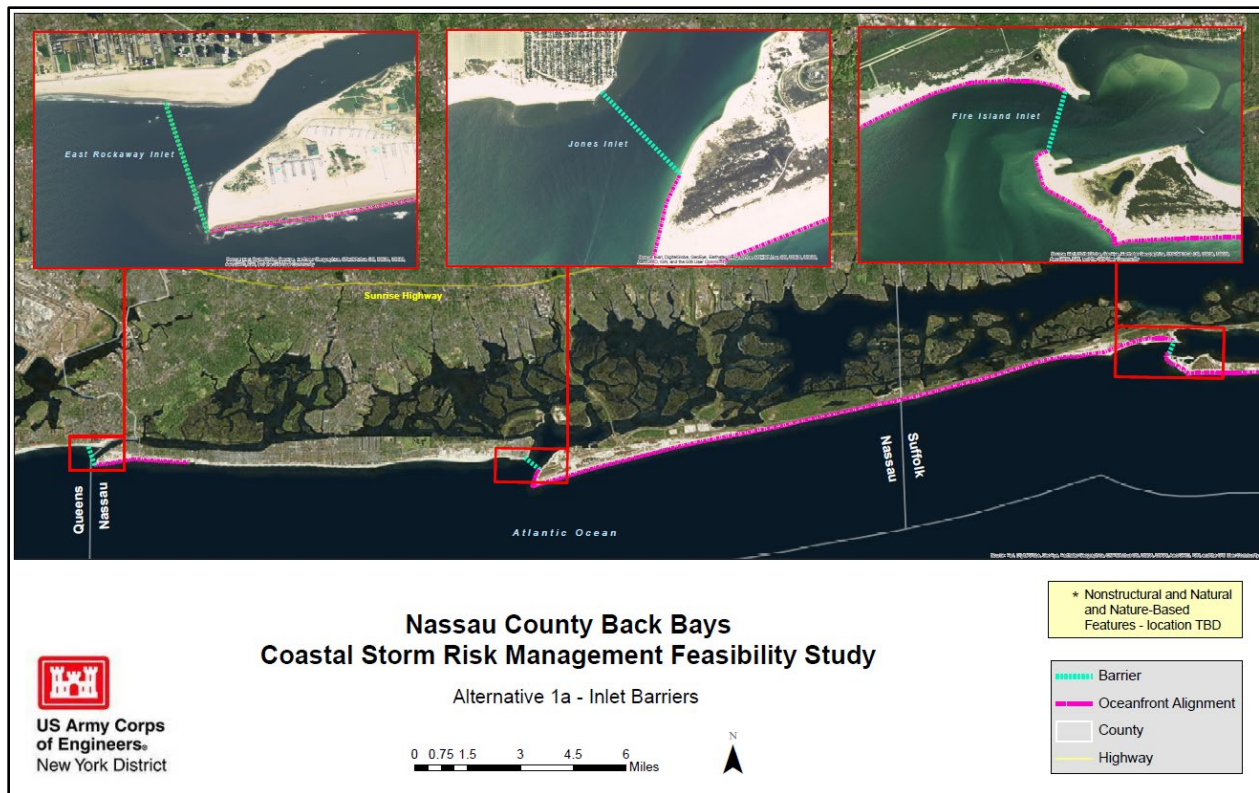 East Rockaway Inlet
Jones Inlet
Fire Island Inlet
Sunrise Highway
Queens
Nassau
Nassau
Suffolk
Atlantic Ocean
* Nonstructural and Natural
and Nature-Based
Features - location TBD
Nassau County Back Bays
Coastal Storm Risk Management Feasibility Study
Alternative 1a - Inlet Barriers
US Army Corps
of Engineers®
New York District
0 0.75 1.5 3 4.5 6
Miles
N
Barrier
Oceanfront Alignment
County
Highway